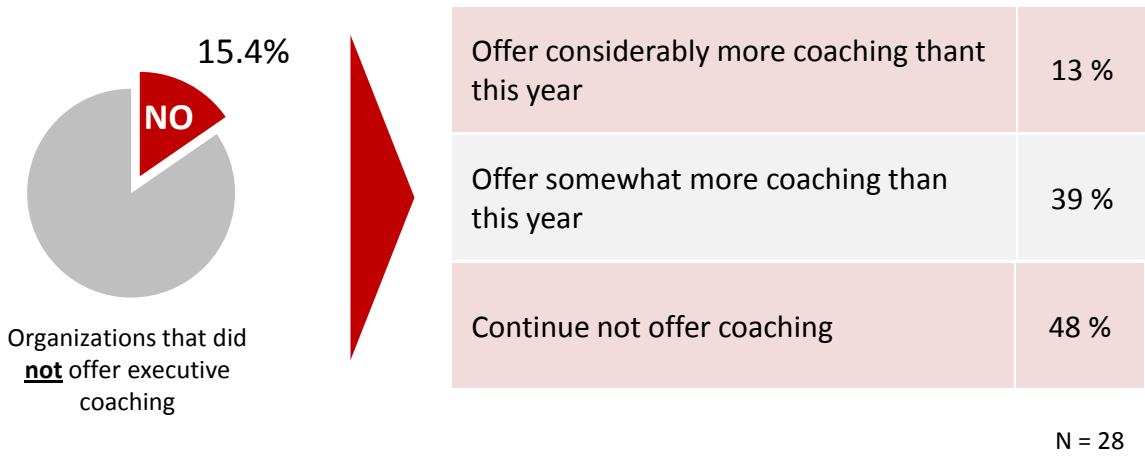 15.4%
NO
Organizations that did
not offer executive
coaching
Offer considerably more coaching thant
this year
13 %
Offer somewhat more coaching than
this year
39 %
Continue not offer coaching
48 %
N = 28